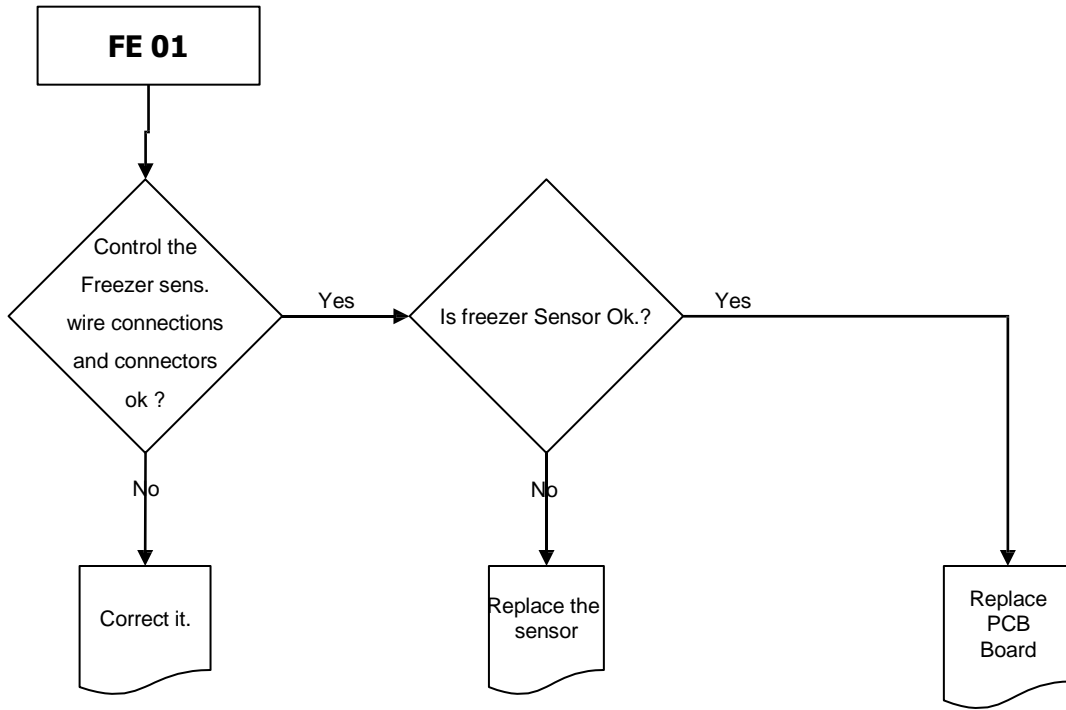 FE 01
Control the
Freezer sens.
wire connections
and connectors
ok ?
Yes
Is freezer Sensor Ok.?
Yes
No
No
Correct it.
Replace the
sensor
Replace
PCB
Board